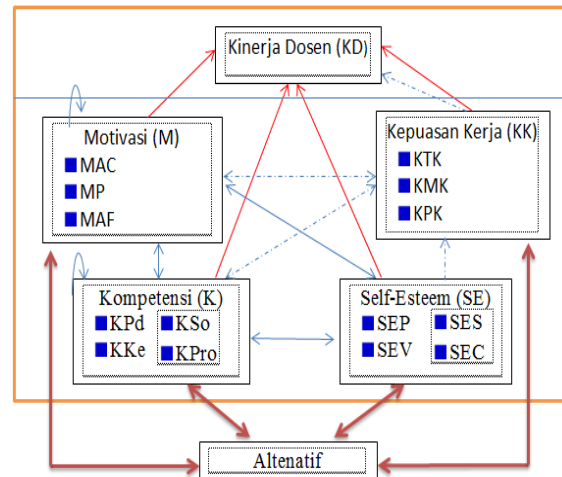 Kinerja Dosen (KD)
Motivasi (M)
MAC
MP
MAF
Kepuasan Kerja (KK)
KTK
KMK
KPK
Kompetensi (K)
KPd KSo
KKe KPro
Self-Esteem (SE)
SEP SES
SEV SEC
Altenatif